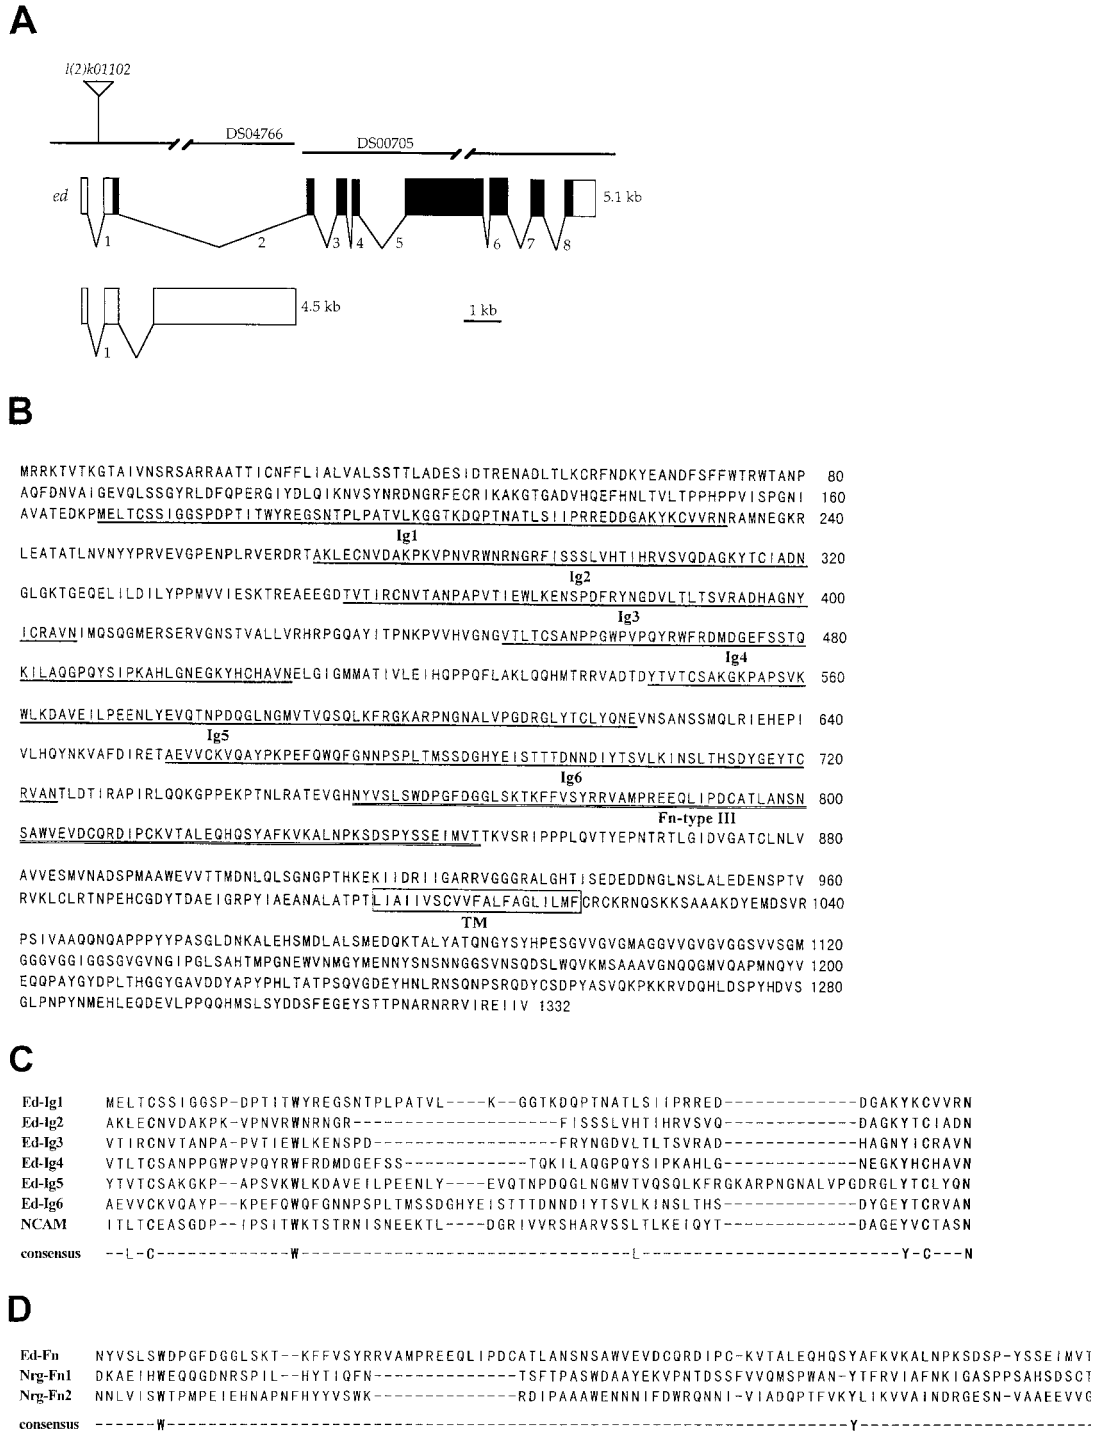 A
l(2)k01102
DS04766
DS00705
ed
5.1 kb
1 2 3 4 5 6 7 8
4.5 kb
1 kb
1
B
MRRKTVTKGTAIVNSRSARRAATTICNFFLIALVALSSTTLADESIDTRENADLTLKCRFNDKYEANDFSFFWTRWTANP 80
AQFDNVAIGEVQLSSGYRLDFQPERGIYDLQIKNVSYNRDNGRFECRIKAKGTGADVHQEFHNLTVLTPPHPPVISPGNI 160
AVATEDKPMELTCSSIGGSPDPTITWYREGSNTPLPATVLKGGTKDQPTNATLSIIPRREDDGAKYKCVVRNRAMNEGKR 240
Ig1
LEATATLNVNYYPRVEVGPENPLRVERDRTAKLECNVDAKPKVPNVRWNRNGRFISSSLVHTIHRVSVQDAGKYTCIADN 320
Ig2
GLGKTGEQELILDILYPPMVVIESKTREAEEGDTVTIRCNVTANPAPVTIEWLKENSPDFRYNGDVLTLTSVRADHAGNY 400
Ig3
ICRAVNIMQSQGMERSERVGNSTVALLVRHRPGQAYITPNKPVVHVGNGVTLTCSANPPGWPVPQYRWFRDMDGEFSSTQ 480
Ig4
KILAQGPQYSIPKAHLGNEGKYHCHAVNELGIGMMATIVLEIHQPPQFLAKLQQHMTRRVADTDYTVTCSAKGKPAPSVK 560
WLKDAVEILPEENLYEVQTNPDQGLNGMVTVQSQLKFRGKARPNGNALVPGDRGLYTCLYQNEVNSANSSMQLRIEHEPI 640
Ig5
VLHQYNKVAFDIRETAEVVCKVQAYPKPEFQWQFGNNPSPLTMSSDGHYEISTTTDNNDIYTSVLKINSLTHSDYGEYTC 720
Ig6
RVANTLDTIRAPIRLQQKGPPEKPTNLRATEVGHNYVSLSWDPGFDGGLSKTKFFVSYRRVAMPREEQLIPDCATLANSN 800
Fn-type III
SAWVEVDCQRDIPCKVTALEQHQSYAFKVKALNPKSDSPYSSEIMVTTKVSRIPPPLQVTYEPNTRTLGIDVGATCLNLV 880
AVVESMVNADSPMAAWEVVTTMDNLQLSGNGPTHKEKIIDRIIGARRVGGGRALGHTISEDEDDNGLNSLALEDENSPTV 960
RVKLCLRTNPEHCGDYTDAEIGRPYIAEANALATPTLIAIIVSCVVFALFAGLILMFCRCKRNQSKKSAAAKDYEMDSVR 1040
TM
PSIVAAQQNQAPPPYYPASGLDNKALEHSMDLALSMEDQKTALYATQNGYSYHPESGVVGVGMAGGVVGVGVGGSVVSGM 1120
GGGVGGIGGSGVGVNGIPGLSAHTMPGNEWVNMGYMENNYSNSNNGGSVNSQDSLWQVKMSAAAVGNQQGMVQAPMNQYV 1200
EQQPAYGYDPLTHGGYGAVDDYAPYPHLTATPSQVGDEYHNLRNSQNPSRQDYCSDPYASVQKPKKRVDQHLDSPYHDVS 1280
GLPNPYNMEHLEQDEVLPPQQHMSLSYDDSFEGEYSTTPNARNRRVIREIIV 1332
C
Ed-Ig1 MELTCSSIGGSP-DPTITWYREGSNTPLPATVL----K--GGTKDQPTNATLSIIPRRED------------DGAKYKCVVRN
Ed-Ig2 AKLECNVDAKPK-VPNVRWNRNGR------------------FISSSLVHTIHRVSVQ------------DAGKYTCIADN
Ed-Ig3 VTIRCNVTANPA-PVTIEWLKENSPD----------------FRYNGDVLTLTSVRAD------------HAGNYICRAVN
Ed-Ig4 VTLTCSANPPGWPVPQYRWFRDMDGEFSS-----------TQKILAQGPQYSIPKAHLG------------NEGKYHCHAVN
Ed-Ig5 YTVTCSAKGKP--APSVKWLKDAVEILPEENLY----EVQTNPDQGLNGMVTVQSQLKFRGKARPNGNALVPGDRGLYTCLYQN
Ed-Ig6 AEVVCKVQAYP--KPEFQWQFGNNPSPLTMSSDGHYEISTTTDNNDIYTSVLKINSLTHS------------DYGEYTCRVAN
NCAM ITLTCEASGDP--IPSITWKTSTRNISNEEKTL----DGRIVVRSHARVSSLTLKEIQYT------------DAGEYVCTASN
consensus --L-C------------W-----------------------------L-----------------------Y-C---N
D
Ed-Fn NYVSLSWDPGFDGGLSKT--KFFVSYRRVAMPREEQLIPDCATLANSNSAWVEVDCQRDIPC-KVTALEQHQSYAFKVKALNPKSDSP-YSSEIMVT
Nrg-Fn1 DKAEIHWEQQGDNRSPIL--HYTIQFN-------------TSFTPASWDAAYEKVPNTDSSFVVQMSPWAN-YTFRVIAFNKIGASPPSAHSDSCT
Nrg-Fn2 NNLVISWTPMPEIEHNAPNFHYYVSWK-------------RDIPAAAWENNNIFDWRQNNI-VIADQPTFVKYLIKVVAINDRGESN-VAAEEVVG
consensus ------W----------------------------------------------------------Y--------------------